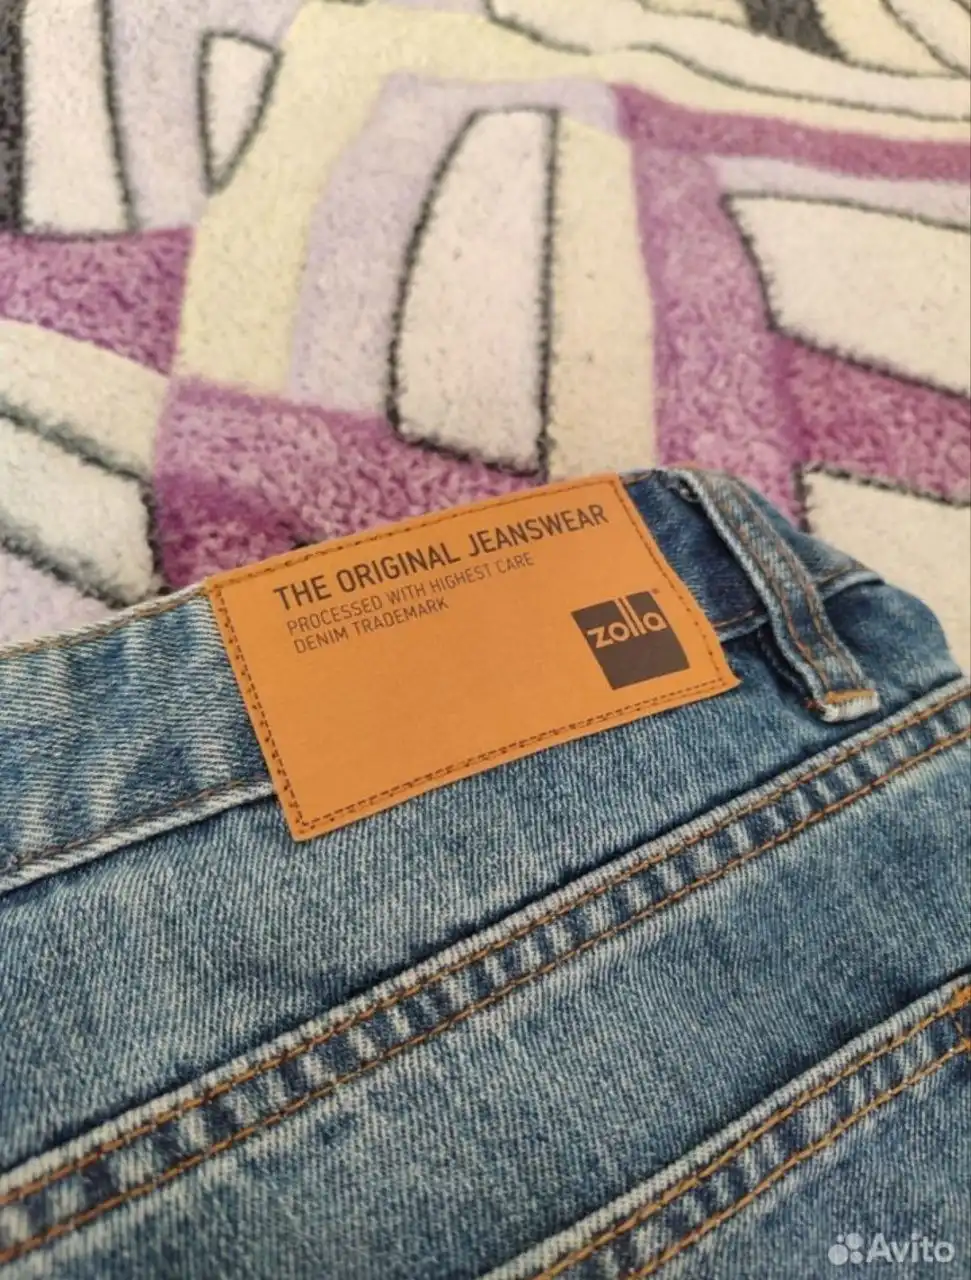 THE ORIGINAL JEANSWEAR
PROCESSED WITH HIGHEST CARE
DENIM TRADEMARK
zolla
Avito